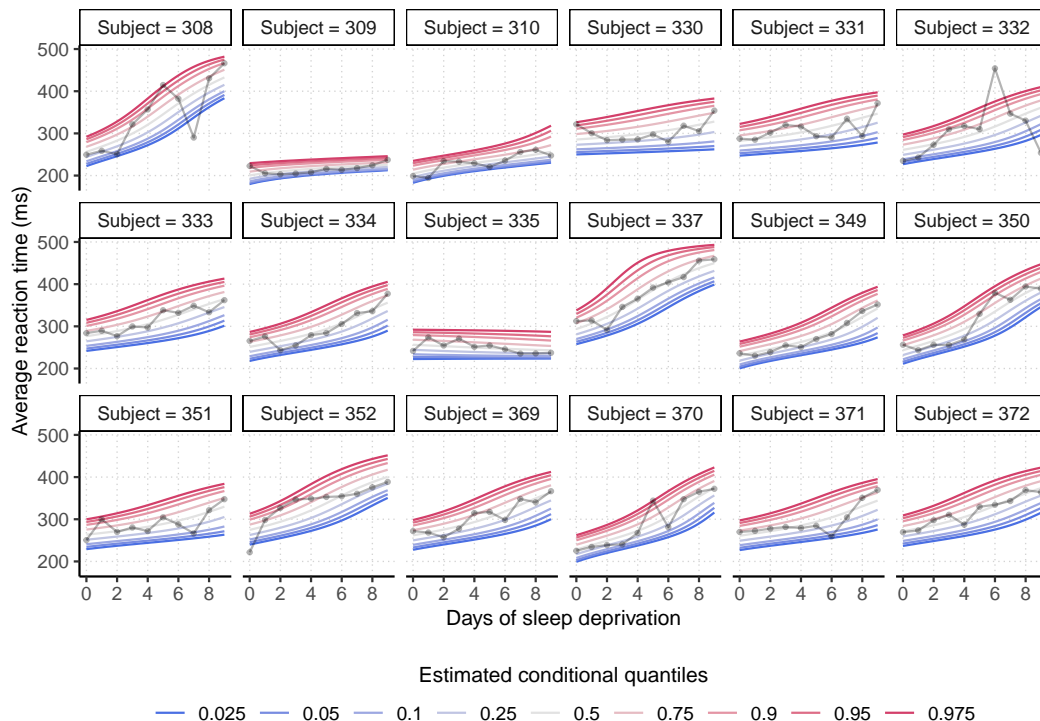 Subject = 308 Subject = 309 Subject = 310 Subject = 330 Subject = 331 Subject = 332
500
400
300
200
Subject = 333 Subject = 334 Subject = 335 Subject = 337 Subject = 349 Subject = 350
500
400
300
200
Subject = 351 Subject = 352 Subject = 369 Subject = 370 Subject = 371 Subject = 372
500
400
300
200
Average reaction time (ms)
0 2 4 6 8 0 2 4 6 8 0 2 4 6 8 0 2 4 6 8 0 2 4 6 8 0 2 4 6 8
Days of sleep deprivation
Estimated conditional quantiles
0.025 0.05 0.1 0.25 0.5 0.75 0.9 0.95 0.975